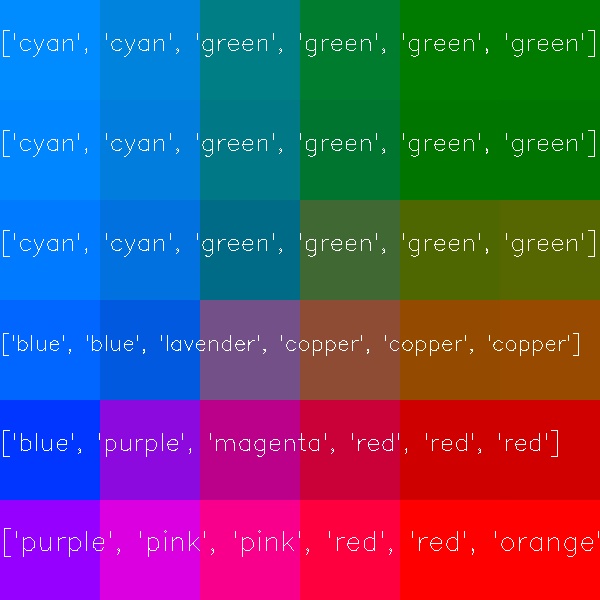 ['cyan', 'cyan', 'green', 'green', 'green', 'green']
['cyan', 'cyan', 'green', 'green', 'green', 'green']
['cyan', 'cyan', 'green', 'green', 'green', 'green']
['blue', 'blue', 'lavender', 'copper', 'copper', 'copper']
['blue', 'purple', 'magenta', 'red', 'red', 'red']
['purple', 'pink', 'pink', 'red', 'red', 'orange'